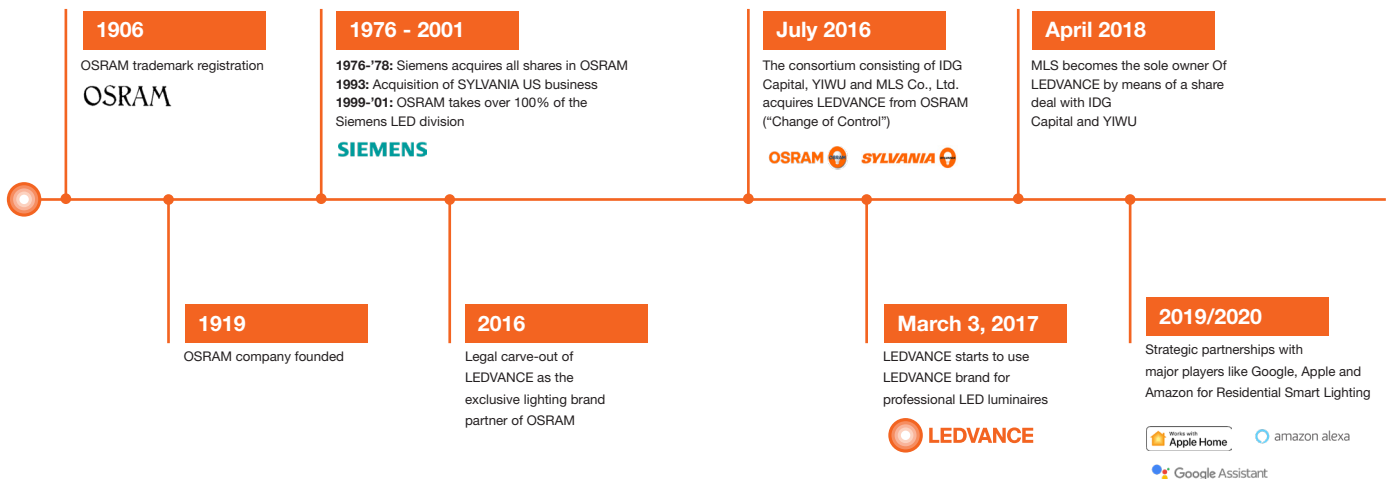 1906
OSRAM trademark registration
OSRAM
1976 - 2001
1976-’78: Siemens acquires all shares in OSRAM
1993: Acquisition of SYLVANIA US business
1999-’01: OSRAM takes over 100% of the
Siemens LED division
SIEMENS
July 2016
The consortium consisting of IDG
Capital, YIWU and MLS Co., Ltd.
acquires LEDVANCE from OSRAM
(“Change of Control”)
OSRAM
SYLVANIA
April 2018
MLS becomes the sole owner Of
LEDVANCE by means of a share
deal with IDG
Capital and YIWU
1919
OSRAM company founded
2016
Legal carve-out of
LEDVANCE as the
exclusive lighting brand
partner of OSRAM
March 3, 2017
LEDVANCE starts to use
LEDVANCE brand for
professional LED luminaires
LEDVANCE
2019/2020
Strategic partnerships with
major players like Google, Apple and
Amazon for Residential Smart Lighting
Works with
Apple Home
amazon alexa
Google Assistant